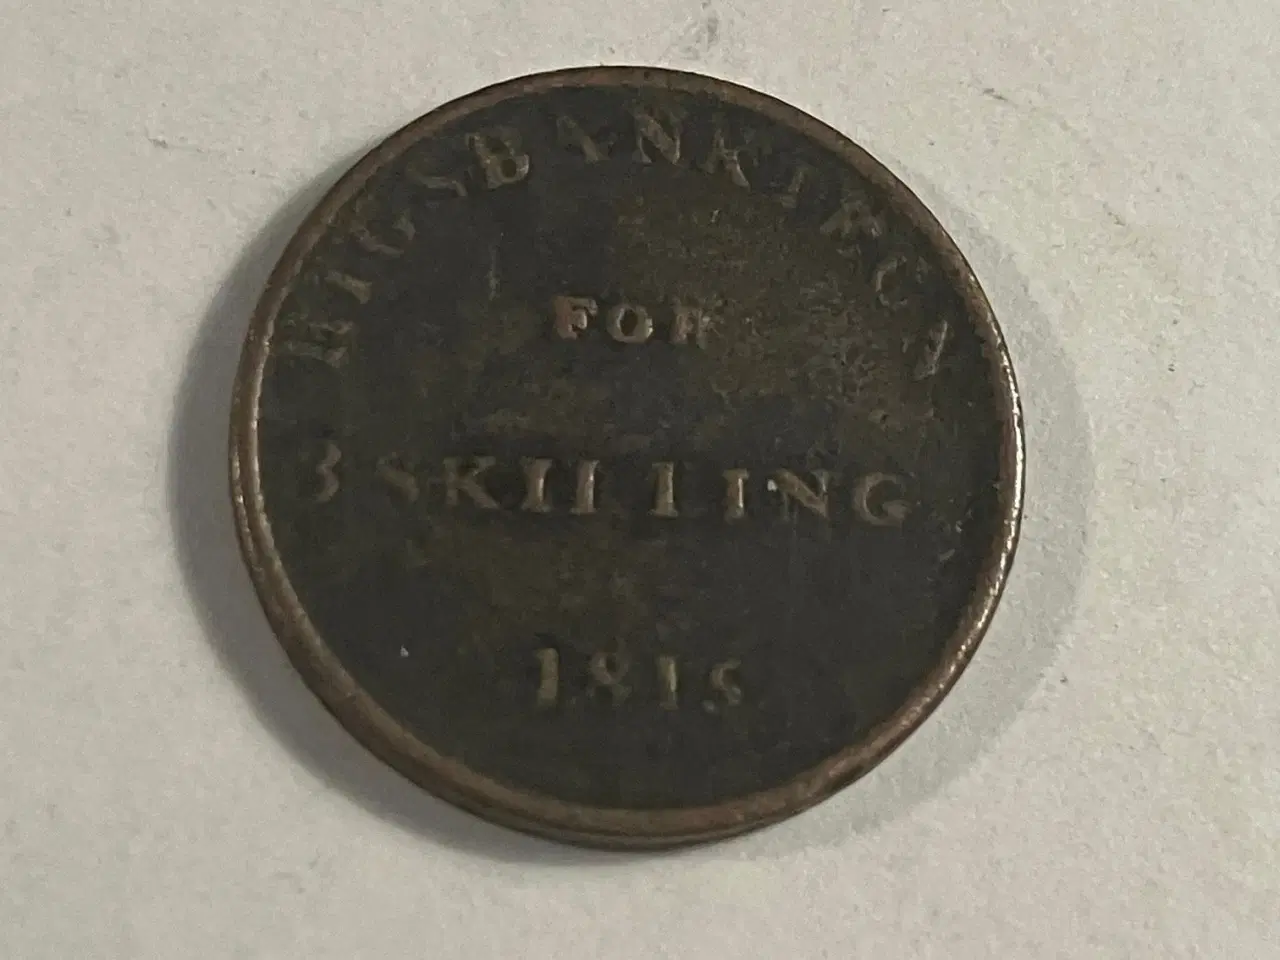 RIGSBANKTEGN
FOR
3 SKILLING
1815